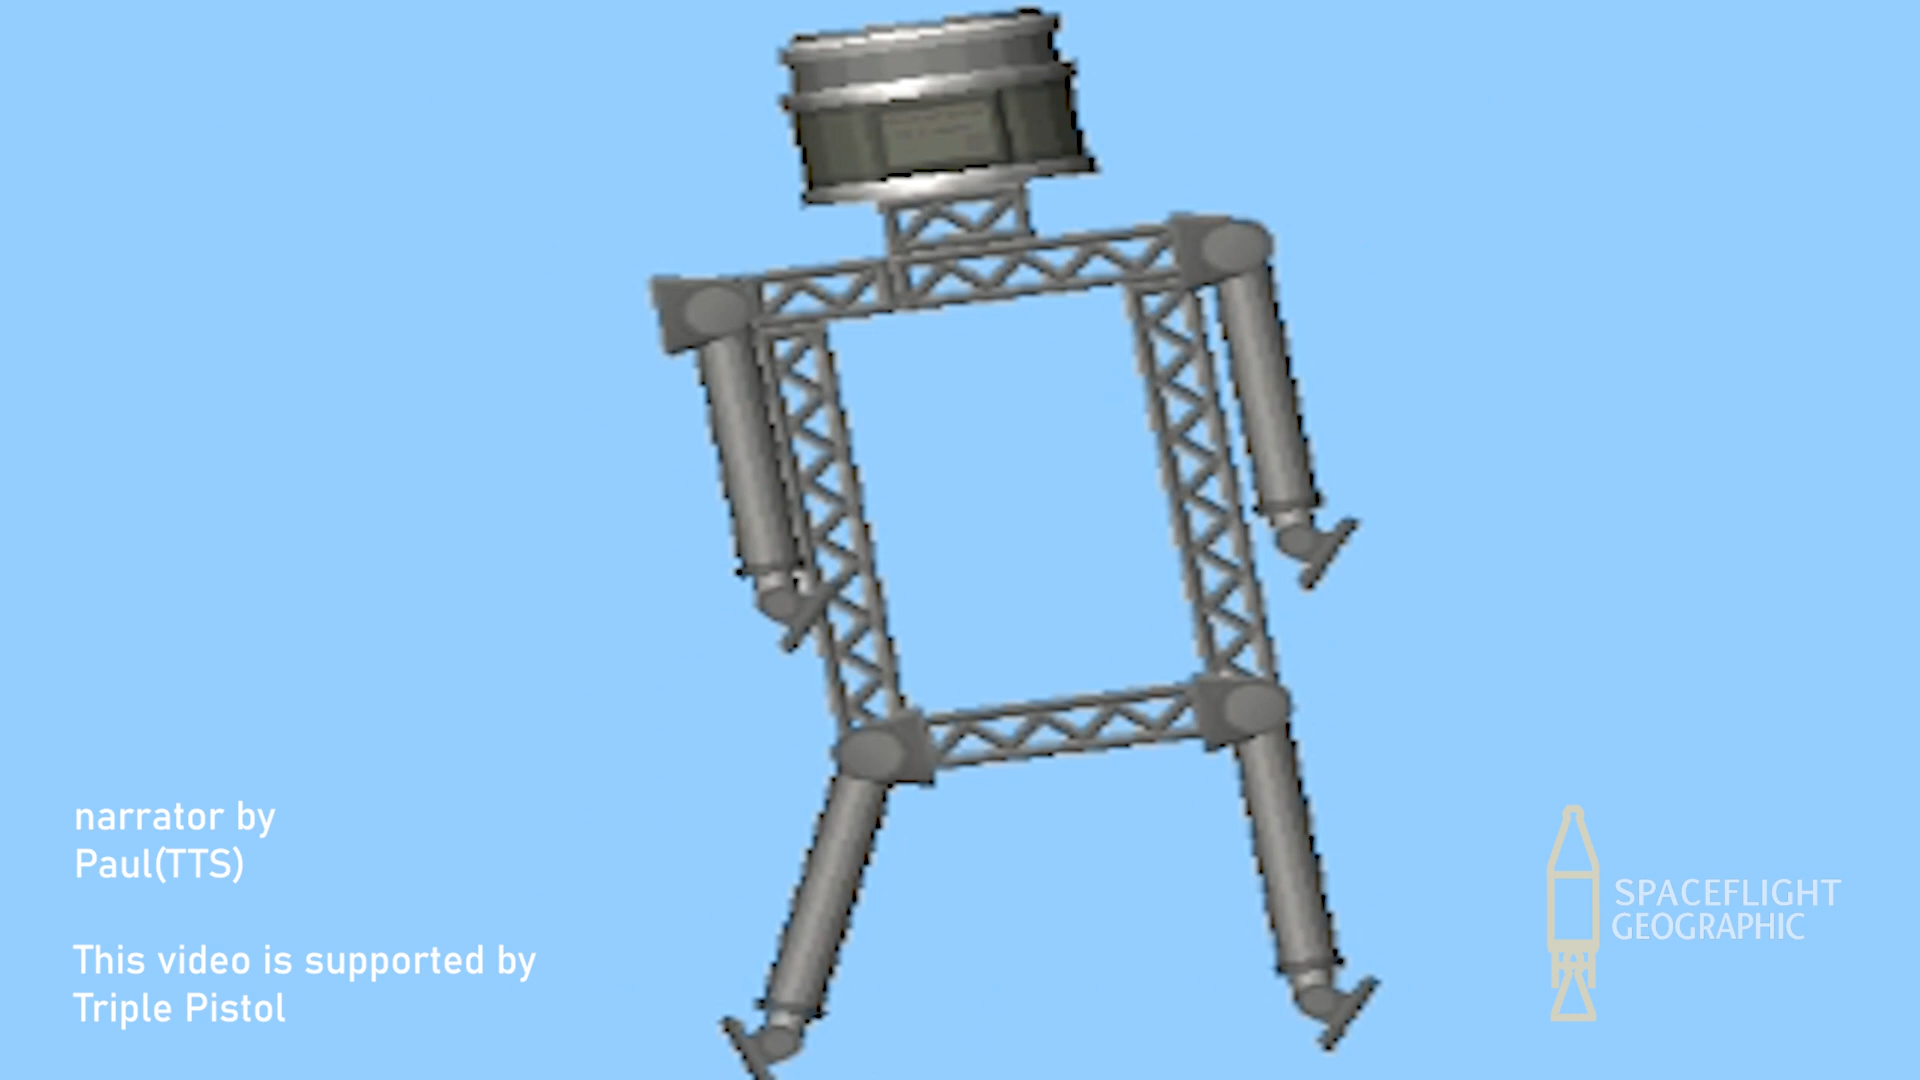 narrator by
Paul(TTS)
This video is supported by
Triple Pistol
SPACEFLIGHT
GEOGRAPHIC